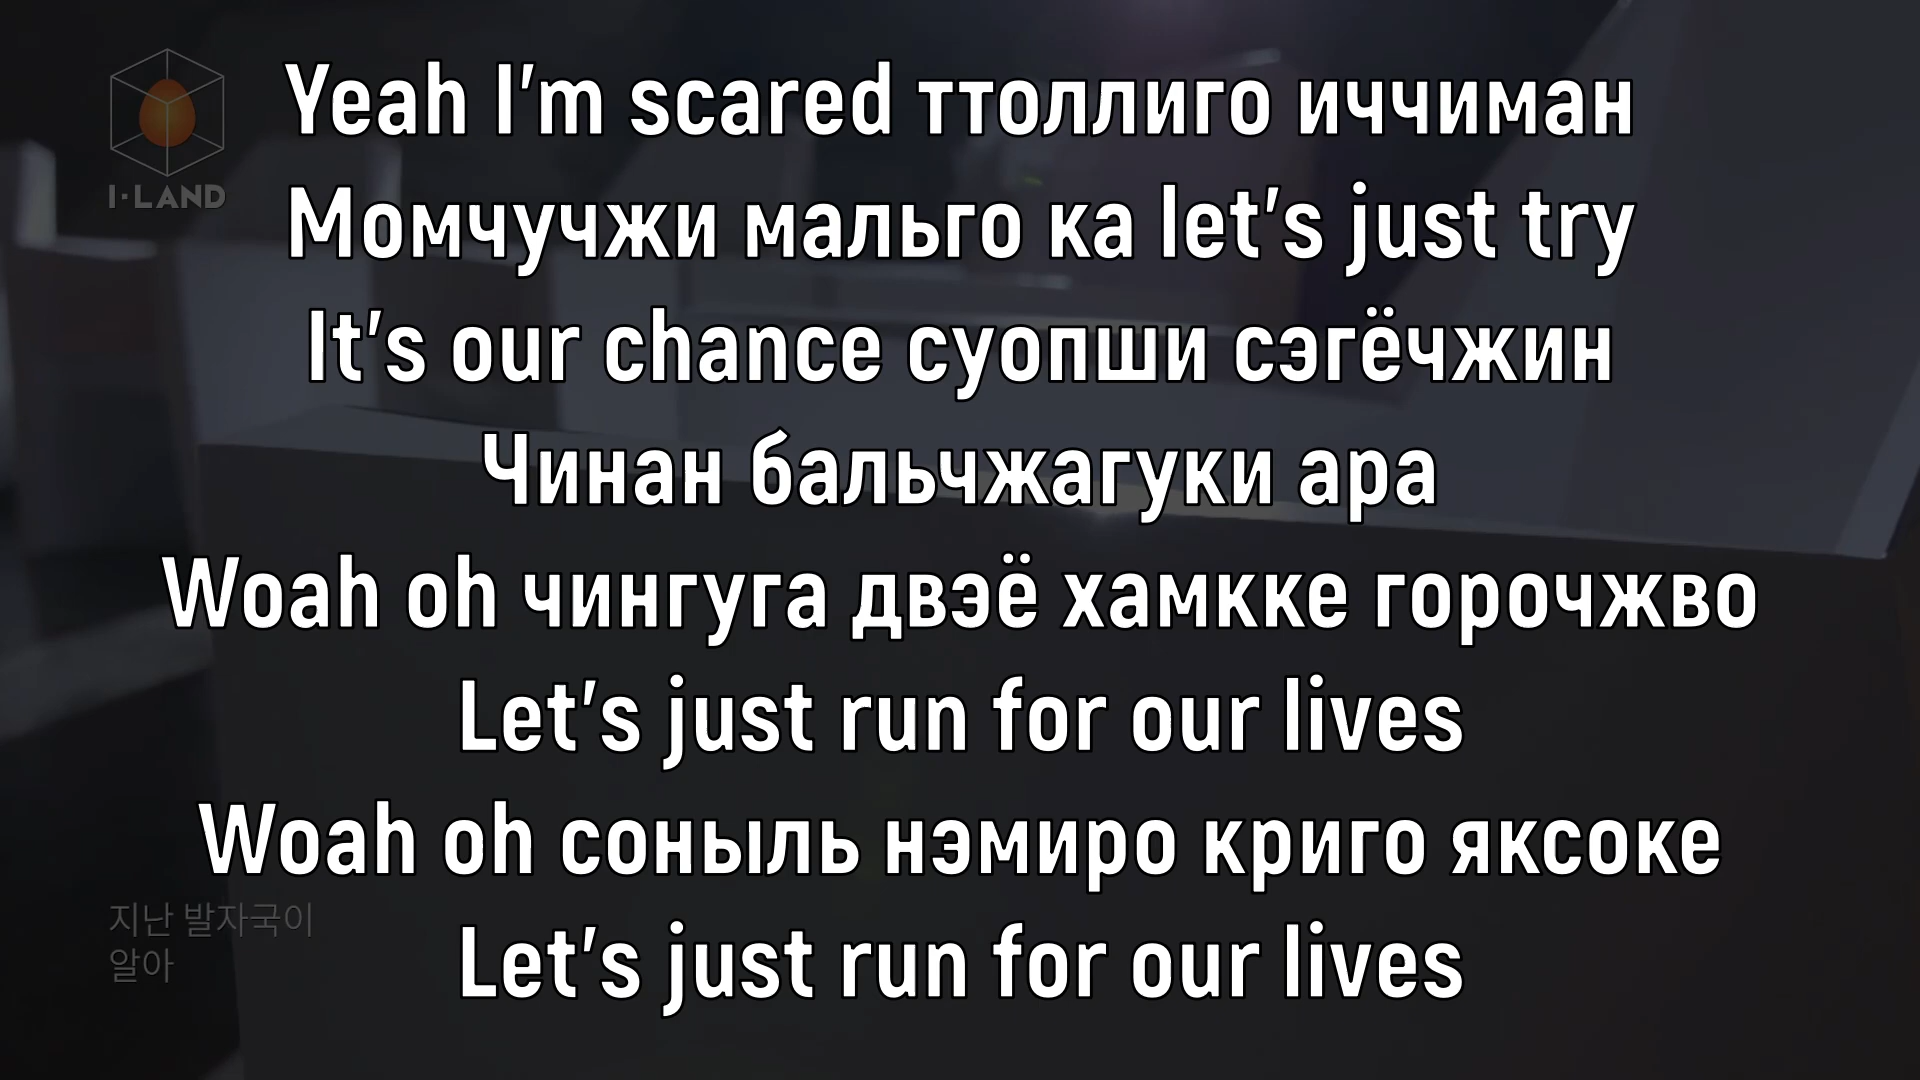 I·LAND
Yeah I'm scared ттоллиго иччиман
Момчучжи мальго ка let's just try
It's our chance суопши сэгёчжин
Чинан бальчжагуки ара
Woah oh чингуга двэё хамкке горочжво
Let's just run for our lives
Woah oh соныль нэмиро криго яксоке
Let's just run for our lives
지난 발자국이
알아